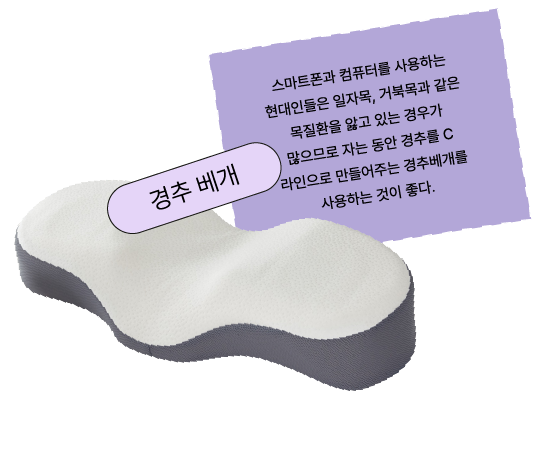 스마트폰과 컴퓨터를 사용하는
현대인들은 일자목, 거북목과 같은
목질환을 앓고 있는 경우가
많으므로 자는 동안 경추를 C
라인으로 만들어주는 경추베개를
사용하는 것이 좋다.
경추 베개